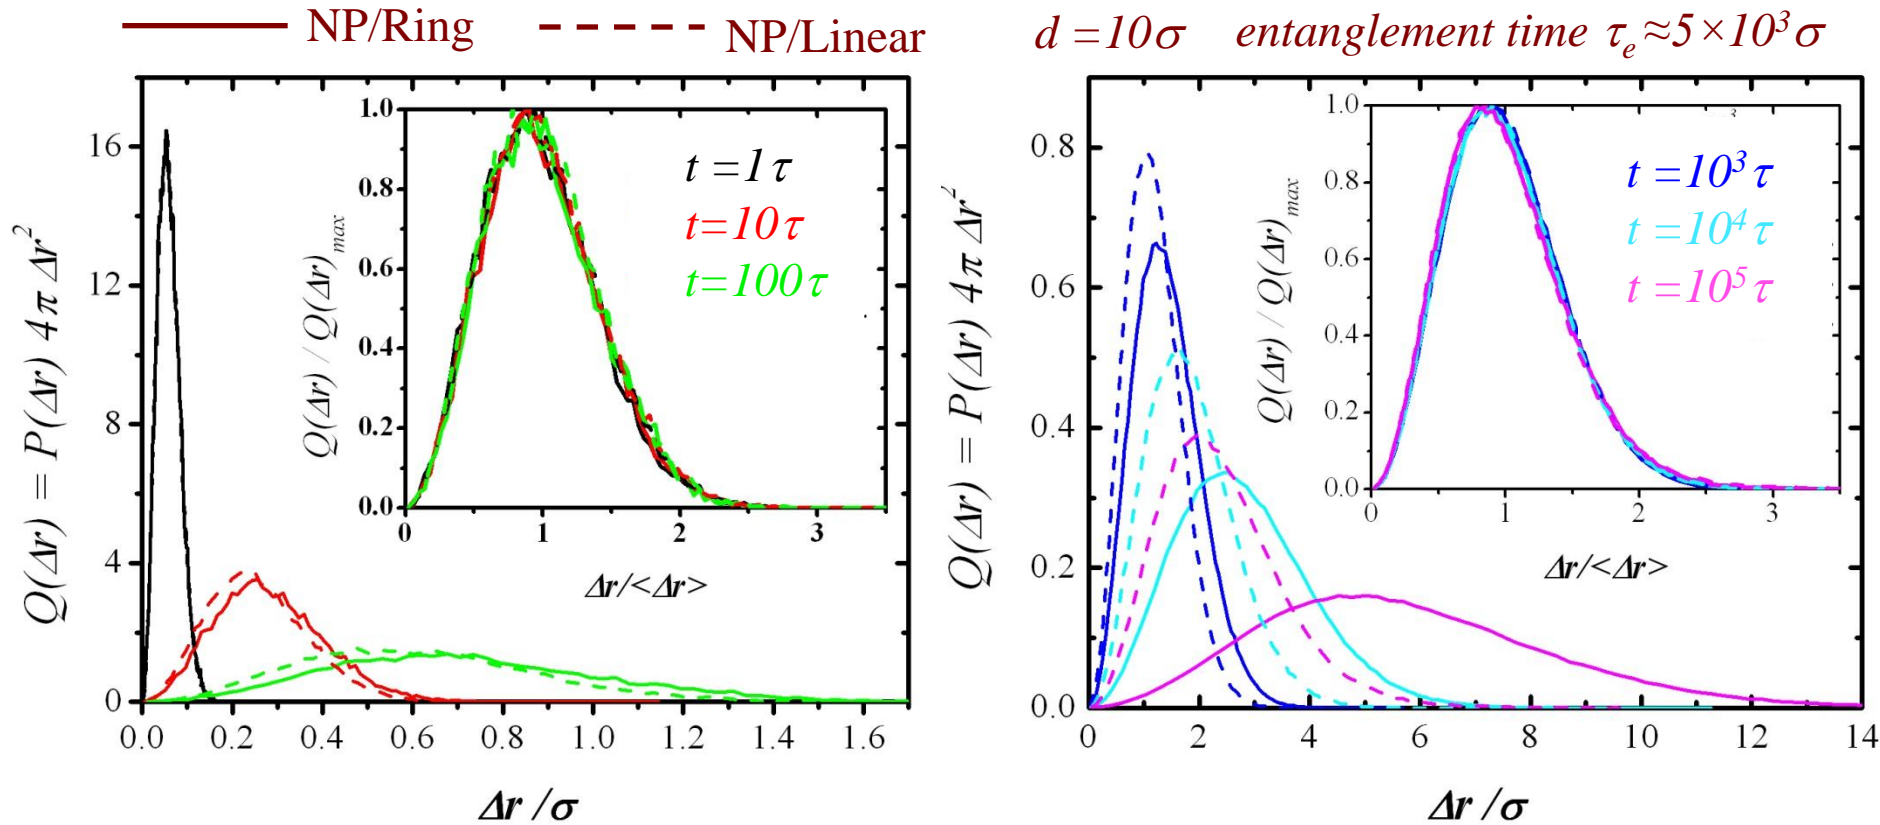 NP/Ring NP/Linear d =10σ entanglement time τₑ≈5×10³σ
Q(Δr) = P(Δr) 4π Δr²
16
12
8
4
0
0.0 0.2 0.4 0.6 0.8 1.0 1.2 1.4 1.6
Δr /σ
Q(Δr) / Q(Δr)max
1.0
0.8
0.6
0.4
0.2
0.0
0 1 2 3
Δr/<Δr>
t =1τ
t=10τ
t=100τ
Q(Δr) = P(Δr) 4π Δr²
0.8
0.6
0.4
0.2
0.0
0 2 4 6 8 10 12 14
Δr /σ
Q(Δr) / Q(Δr)max
1.0
0.8
0.6
0.4
0.2
0.0
0 1 2 3
Δr/<Δr>
3
t =10³τ
t =10⁴τ
t =10⁵τ